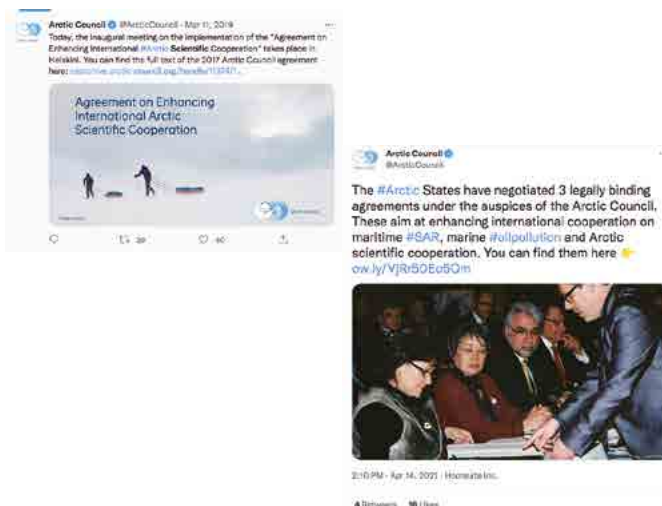 Arctic Council @ArcticCouncil · Mar 11, 2019
Today, the inaugural meeting on the implementation of the "Agreement on
Enhancing International #Arctic Scientific Cooperation" takes place in
Helsinki. You can find the full text of the 2017 Arctic Council agreement
here:
Agreement on Enhancing
International Arctic
Scientific Cooperation
Arctic Council
@ArcticCouncil
The #Arctic States have negotiated 3 legally binding
agreements under the auspices of the Arctic Council.
These aim at enhancing international cooperation on
maritime #SAR, marine #oilpollution and Arctic
scientific cooperation. You can find them here 👉
2:10 PM · Apr 14, 2021 · Hootsuite Inc.